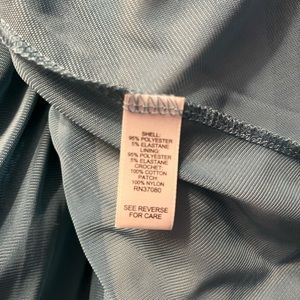 SHELL:
95% POLYESTER
5% ELASTANE
LINING:
95% POLYESTER
5% ELASTANE
CROCHET:
100% COTTON
PATCH:
100% NYLON
RN37080
SEE REVERSE
FOR CARE